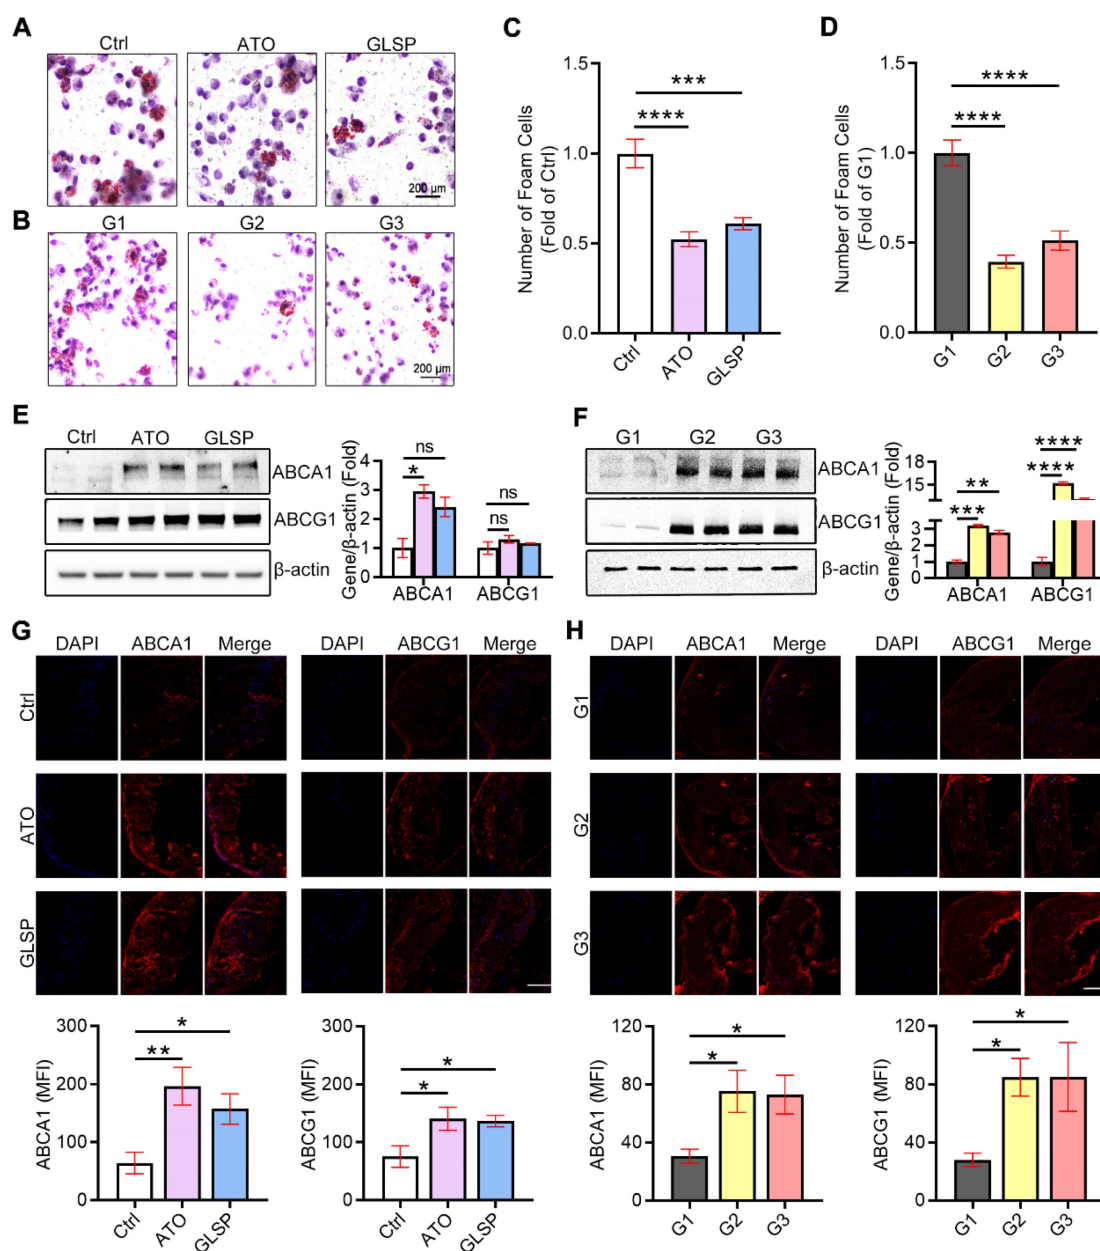 A
Ctrl ATO GLSP
200 μm
B
G1 G2 G3
200 μm
C
Number of Foam Cells
(Fold of Ctrl)
1.5
1.0
0.5
0.0
***
****
Ctrl ATO GLSP
D
Number of Foam Cells
(Fold of G1)
1.5
1.0
0.5
0.0
****
****
G1 G2 G3
E
Ctrl ATO GLSP
ABCA1
ABCG1
β-actin
Gene/β-actin (Fold)
4
3
2
1
0
ns
*
ns
ns
ABCA1 ABCG1
F
G1 G2 G3
ABCA1
ABCG1
β-actin
Gene/β-actin (Fold)
15
3
2
1
0
**
***
****
****
ABCA1 ABCG1
G
DAPI ABCA1 Merge DAPI ABCG1 Merge
Ctrl
ATO
GLSP
ABCA1 (MFI)
300
200
100
0
*
**
Ctrl ATO GLSP
ABCG1 (MFI)
300
200
100
0
*
*
Ctrl ATO GLSP
H
DAPI ABCA1 Merge DAPI ABCG1 Merge
G1
G2
G3
ABCA1 (MFI)
120
80
40
0
*
*
G1 G2 G3
ABCG1 (MFI)
120
80
40
0
*
*
G1 G2 G3